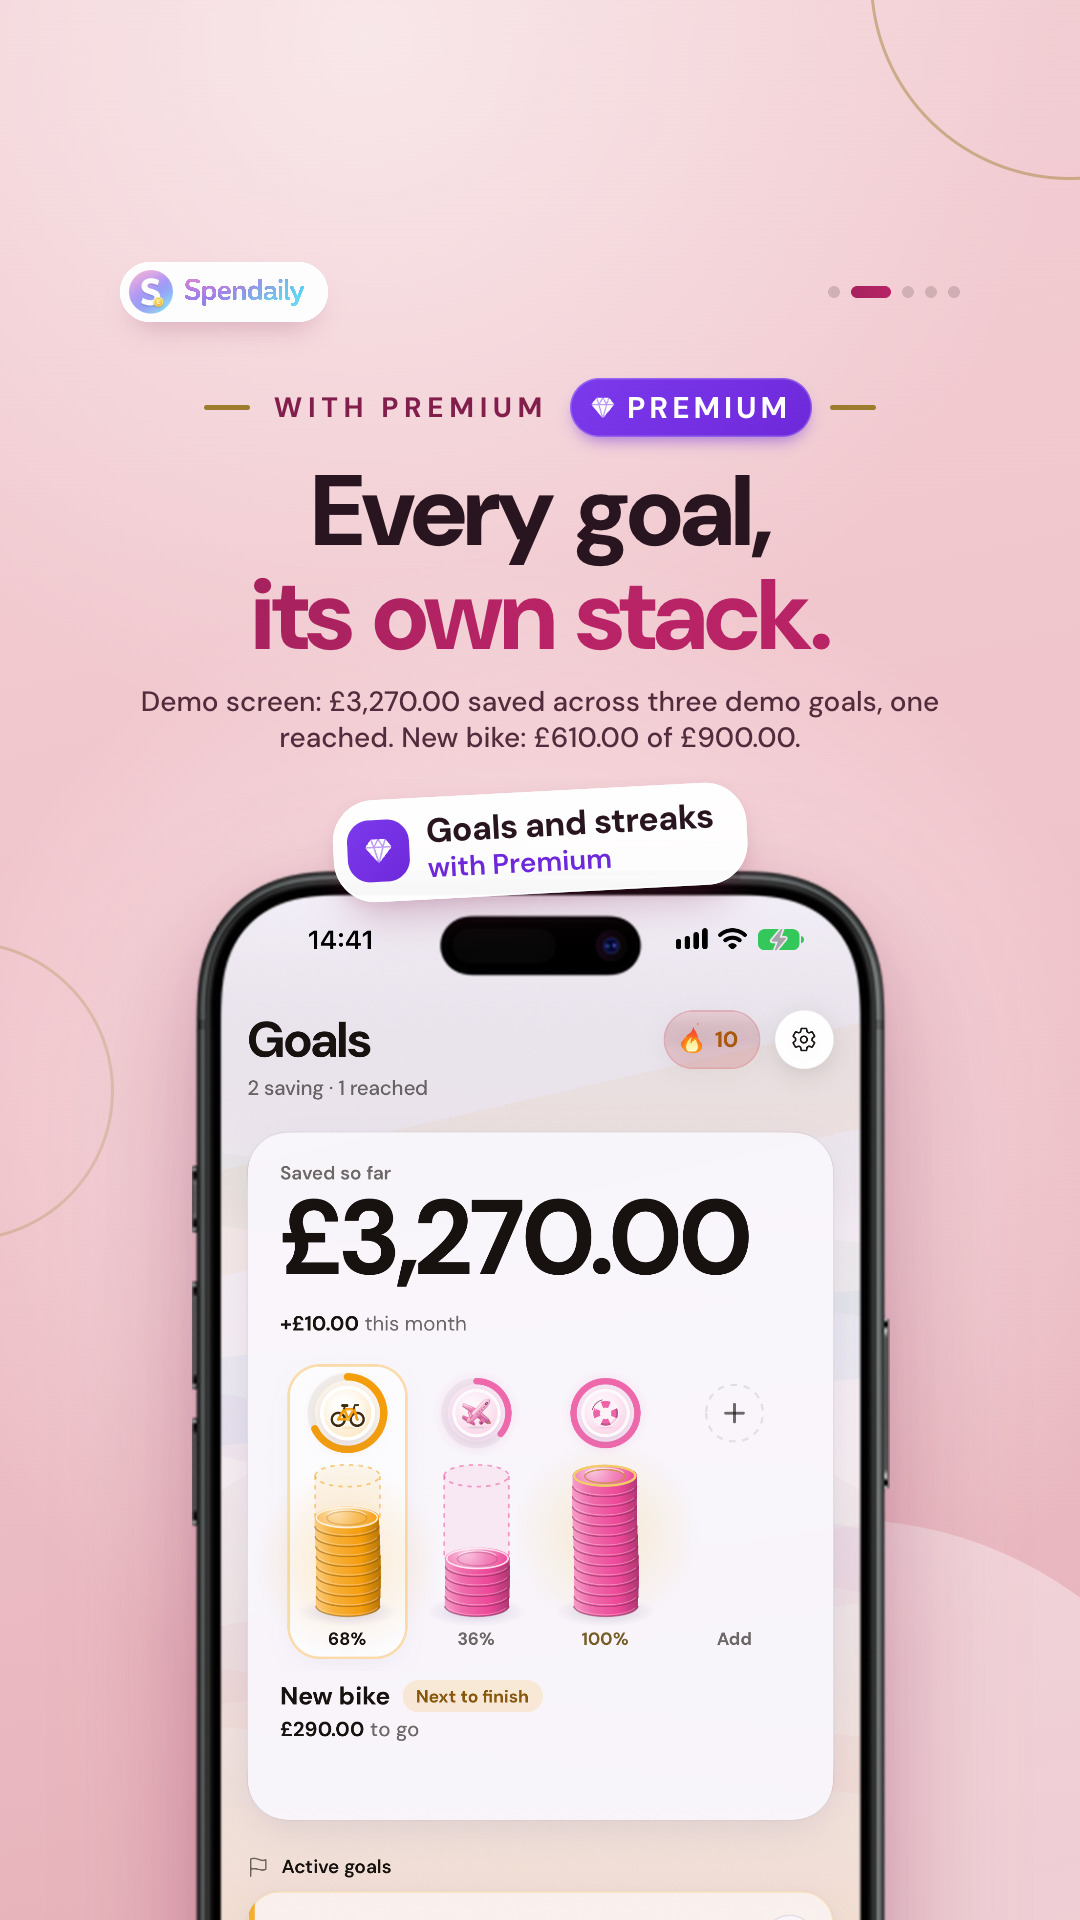 Spendaily
WITH PREMIUM PREMIUM
Every goal,
its own stack.
Demo screen: £3,270.00 saved across three demo goals, one
reached. New bike: £610.00 of £900.00.
Goals and streaks
with Premium
14:41
Goals
10
2 saving · 1 reached
Saved so far
£3,270.00
+£10.00 this month
68% 36% 100% Add
New bike Next to finish
£290.00 to go
Active goals